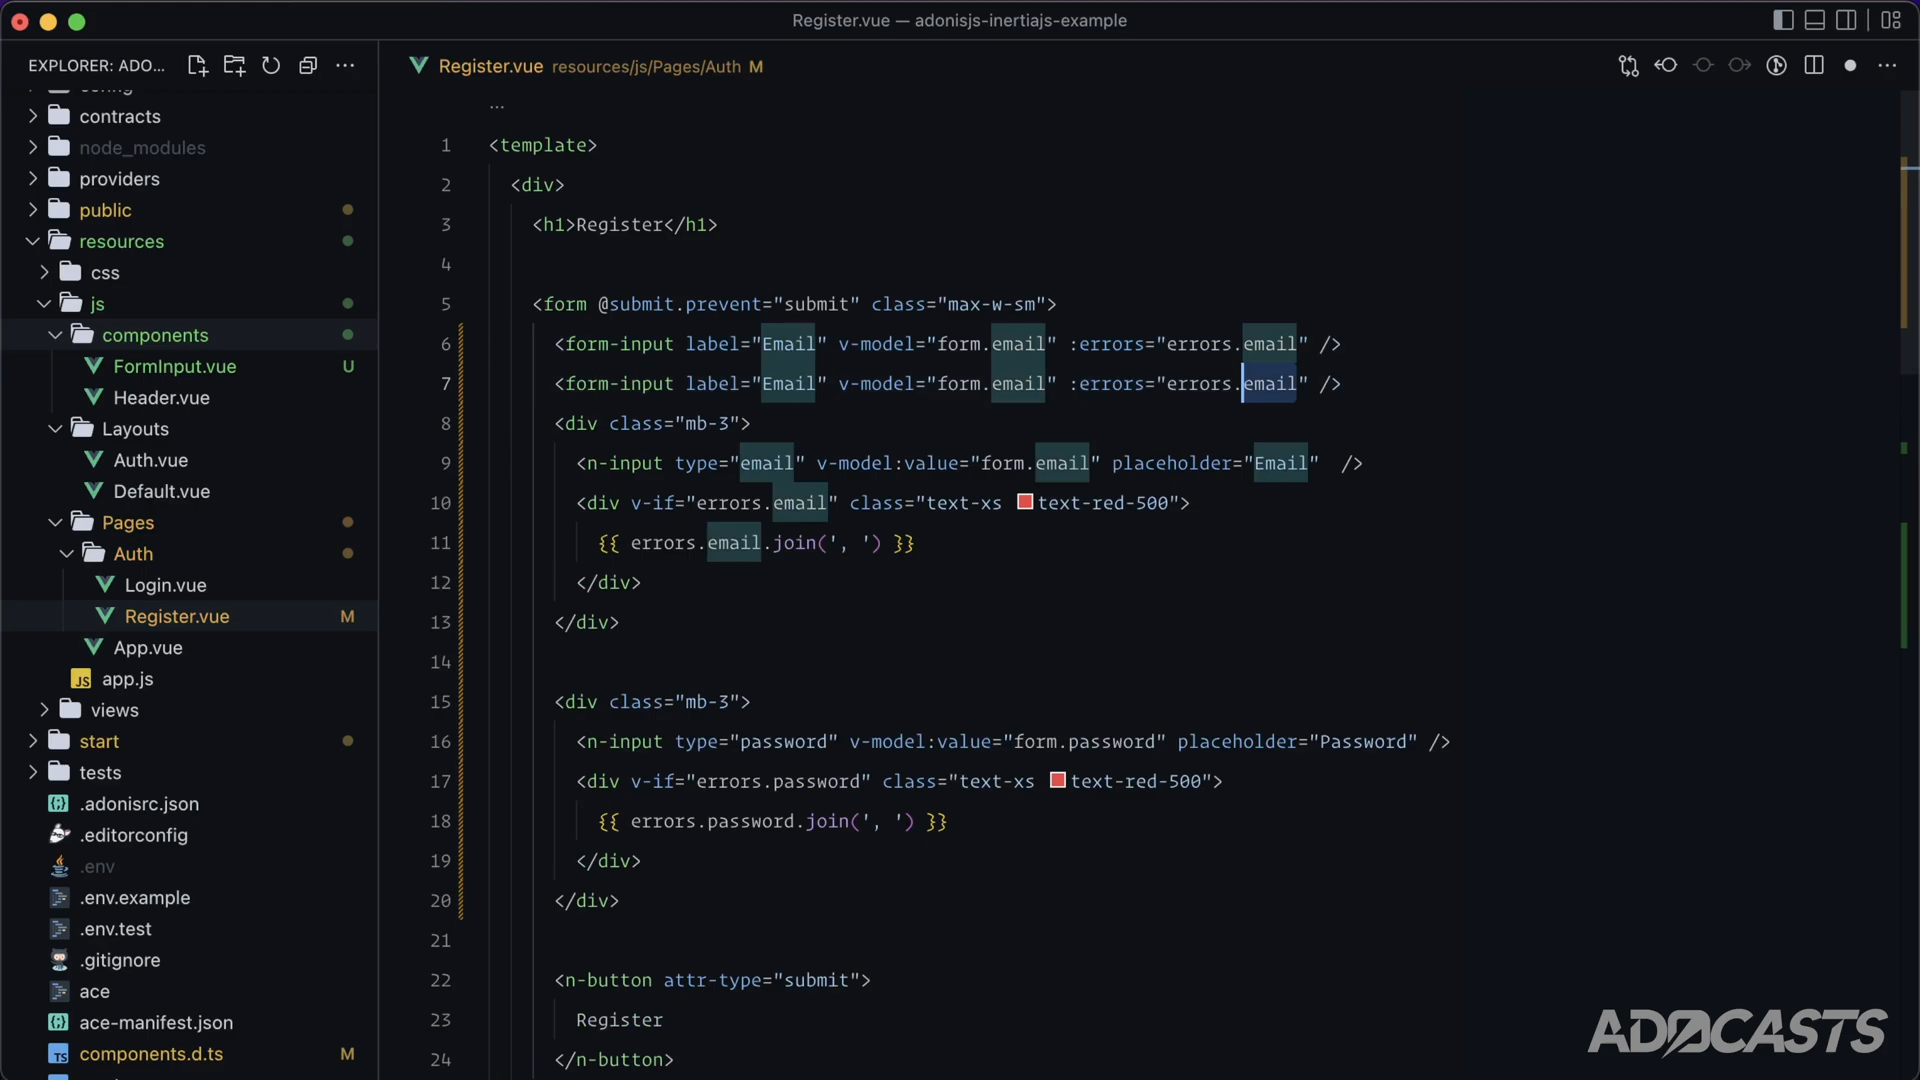 Register.vue — adonisjs-inertiajs-example
EXPLORER: ADO...
Register.vue resources/js/Pages/Auth M
config
contracts
node_modules
providers
public
resources
css
js
components
FormInput.vue U
Header.vue
Layouts
Auth.vue
Default.vue
Pages
Auth
Login.vue
Register.vue M
App.vue
JS app.js
views
start
tests
.adonisrc.json
.editorconfig
.env
.env.example
.env.test
.gitignore
ace
ace-manifest.json
TS components.d.ts M
...
1 <template>
2 <div>
3 <h1>Register</h1>
4
5 <form @submit.prevent="submit" class="max-w-sm">
6 <form-input label="Email" v-model="form.email" :errors="errors.email" />
7 <form-input label="Email" v-model="form.email" :errors="errors.email" />
8 <div class="mb-3">
9 <n-input type="email" v-model:value="form.email" placeholder="Email"  />
10 <div v-if="errors.email" class="text-xs text-red-500">
11 {{ errors.email.join(', ') }}
12 </div>
13 </div>
14
15 <div class="mb-3">
16 <n-input type="password" v-model:value="form.password" placeholder="Password" />
17 <div v-if="errors.password" class="text-xs text-red-500">
18 {{ errors.password.join(', ') }}
19 </div>
20 </div>
21
22 <n-button attr-type="submit">
23 Register
24 </n-button>
ADOCASTS